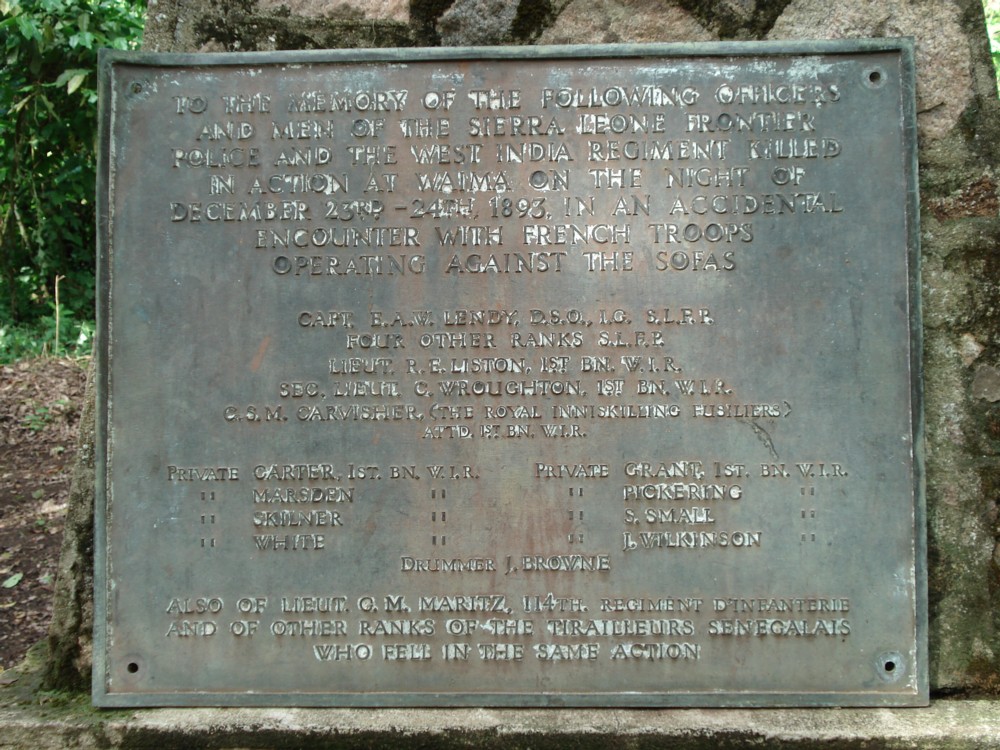 TO THE MEMORY OF THE FOLLOWING OFFICERS
AND MEN OF THE SIERRA LEONE FRONTIER
POLICE AND THE WEST INDIA REGIMENT KILLED
IN ACTION AT WAIMA ON THE NIGHT OF
DECEMBER 23RD.-24TH, 1893, IN AN ACCIDENTAL
ENCOUNTER WITH FRENCH TROOPS
OPERATING AGAINST THE SOFAS
CAPT. E.A.W. LENDY, D.S.O., I.G. S.L.F.P.
FOUR OTHER RANKS S.L.F.P.
LIEUT. R.E. LISTON, 1ST BN. W.I.R.
SEC. LIEUT. C. WROUGHTON, 1ST BN. W.I.R.
C.S.M. CARVISHER, (THE ROYAL INNISKILLING FUSILIERS)
ATTD. 1ST. BN. W.I.R.
PRIVATE CARTER, 1ST. BN. W.I.R. PRIVATE GRANT, 1ST. BN. W.I.R.
" MARSDEN " " PICKERING "
" SKILNER " " S. SMALL "
" WHITE " " J. WILKINSON "
DRUMMER J. BROWNE
ALSO OF LIEUT. G. M. MARITZ, 114TH. REGIMENT D'INFANTERIE
AND OF OTHER RANKS OF THE TIRAILLEURS SENEGALAIS
WHO FELL IN THE SAME ACTION